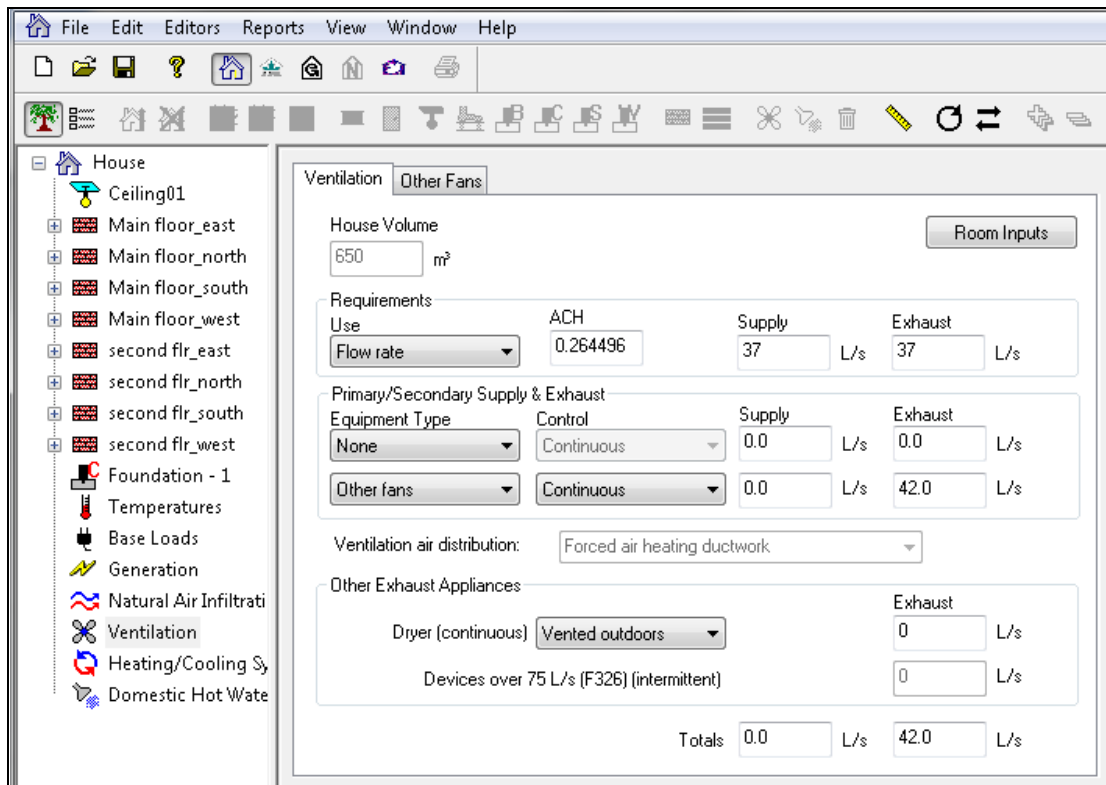 File Edit Editors Reports View Window Help
House
Ceiling01
Main floor_east
Main floor_north
Main floor_south
Main floor_west
second flr_east
second flr_north
second flr_south
second flr_west
Foundation - 1
Temperatures
Base Loads
Generation
Natural Air Infiltrati
Ventilation
Heating/Cooling Sy
Domestic Hot Wate
Ventilation Other Fans
House Volume
650 m³
Room Inputs
Requirements
Use ACH Supply Exhaust
Flow rate 0.264496 37 L/s 37 L/s
Primary/Secondary Supply & Exhaust
Equipment Type Control Supply Exhaust
None Continuous 0.0 L/s 0.0 L/s
Other fans Continuous 0.0 L/s 42.0 L/s
Ventilation air distribution: Forced air heating ductwork
Other Exhaust Appliances
Exhaust
Dryer (continuous) Vented outdoors 0 L/s
Devices over 75 L/s (F326) (intermittent) 0 L/s
Totals 0.0 L/s 42.0 L/s